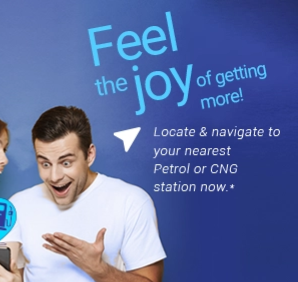 Feel
the joy of getting
more!
Locate & navigate to
your nearest
Petrol or CNG
station now.*